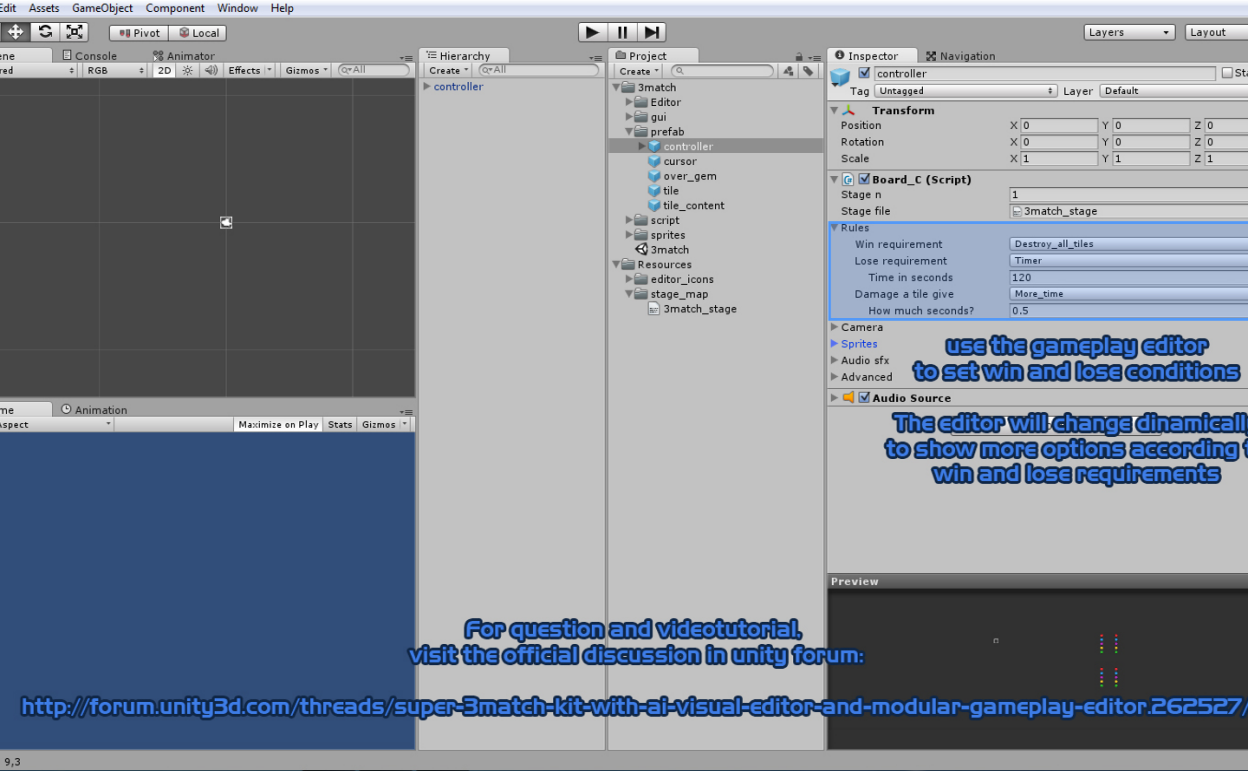 Edit Assets GameObject Component Window Help
Pivot Local
Layers Layout
Console Animator
RGB 2D Effects Gizmos All
Hierarchy
Create All
controller
Project
Create
3match
Editor
gui
prefab
controller
cursor
over_gem
tile
tile_content
script
sprites
3match
Resources
editor_icons
stage_map
3match_stage
Inspector Navigation
controller
Tag Untagged Layer Default
Transform
Position X 0 Y 0 Z 0
Rotation X 0 Y 0 Z 0
Scale X 1 Y 1 Z 1
Board_C (Script)
Stage n 1
Stage file 3match_stage
Rules
Win requirement Destroy_all_tiles
Lose requirement Timer
Time in seconds 120
Damage a tile give More_time
How much seconds? 0.5
Camera
Sprites
Audio sfx
Advanced
use the gameplay editor
to set win and lose conditions
Audio Source
The editor will change dinamicall
to show more options according
win and lose requirements
Animation
Aspect Maximize on Play Stats Gizmos
Preview
For question and videotutorial,
visit the official discussion in unity forum:
http://forum.unity3d.com/threads/super-3match-kit-with-ai-visual-editor-and-modular-gameplay-editor.262527/
9,3